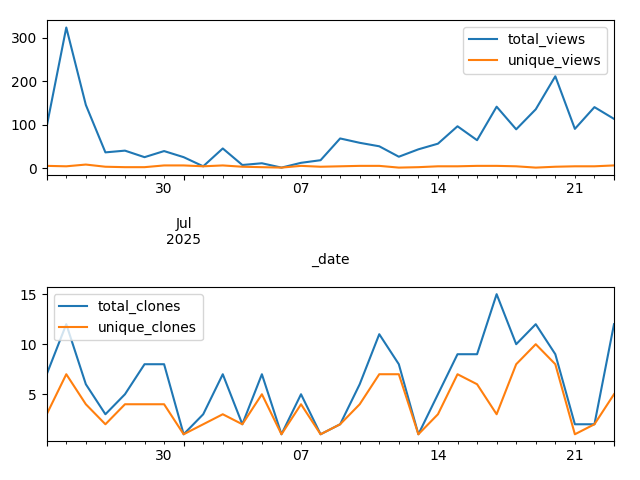 300
200
100
0
total_views
unique_views
30
07
14
21
Jul
2025
_date
15
10
5
total_clones
unique_clones
30
07
14
21